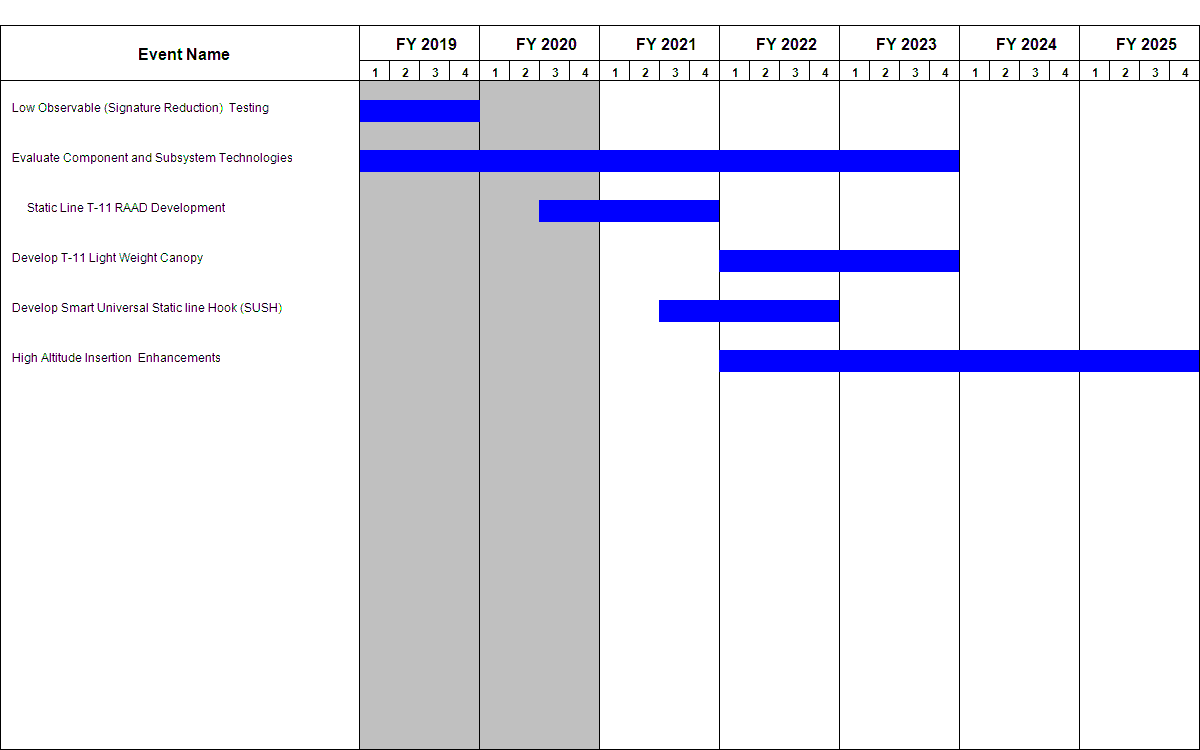 Event Name
FY 2019 FY 2020 FY 2021 FY 2022 FY 2023 FY 2024 FY 2025
1 2 3 4 1 2 3 4 1 2 3 4 1 2 3 4 1 2 3 4 1 2 3 4 1 2 3 4
Low Observable (Signature Reduction) Testing
Evaluate Component and Subsystem Technologies
Static Line T-11 RAAD Development
Develop T-11 Light Weight Canopy
Develop Smart Universal Static line Hook (SUSH)
High Altitude Insertion Enhancements